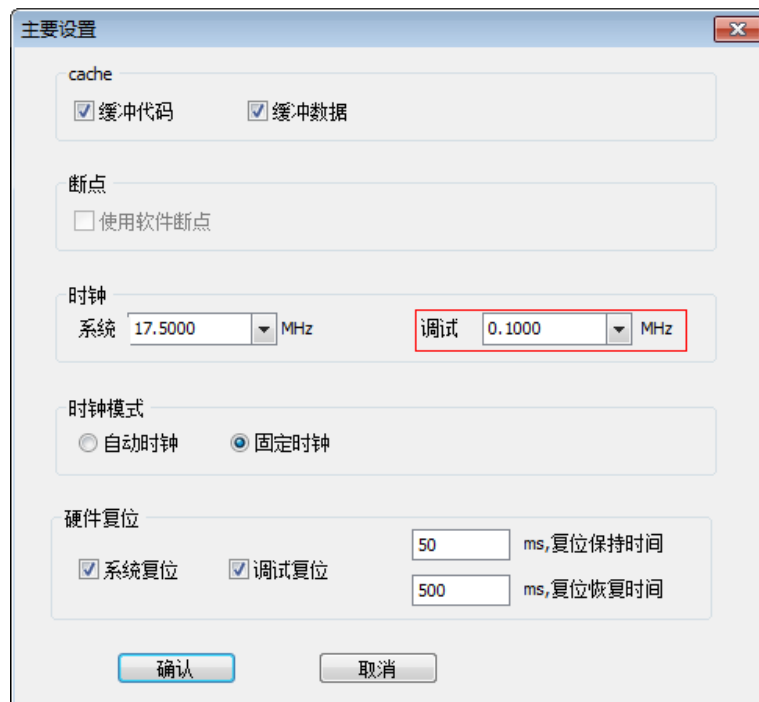 主要设置
cache
缓冲代码 缓冲数据
断点
使用软件断点
时钟
系统 17.5000 MHz 调试 0.1000 MHz
时钟模式
自动时钟 固定时钟
硬件复位
系统复位 调试复位
50 ms,复位保持时间
500 ms,复位恢复时间
确认 取消